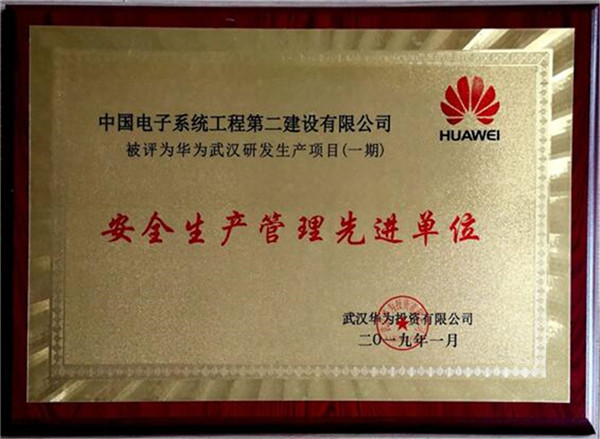 HUAWEI
中国电子系统工程第二建设有限公司
被评为华为武汉研发生产项目(一期)
安全生产管理先进单位
武汉华为投资有限公司
二〇一九年一月